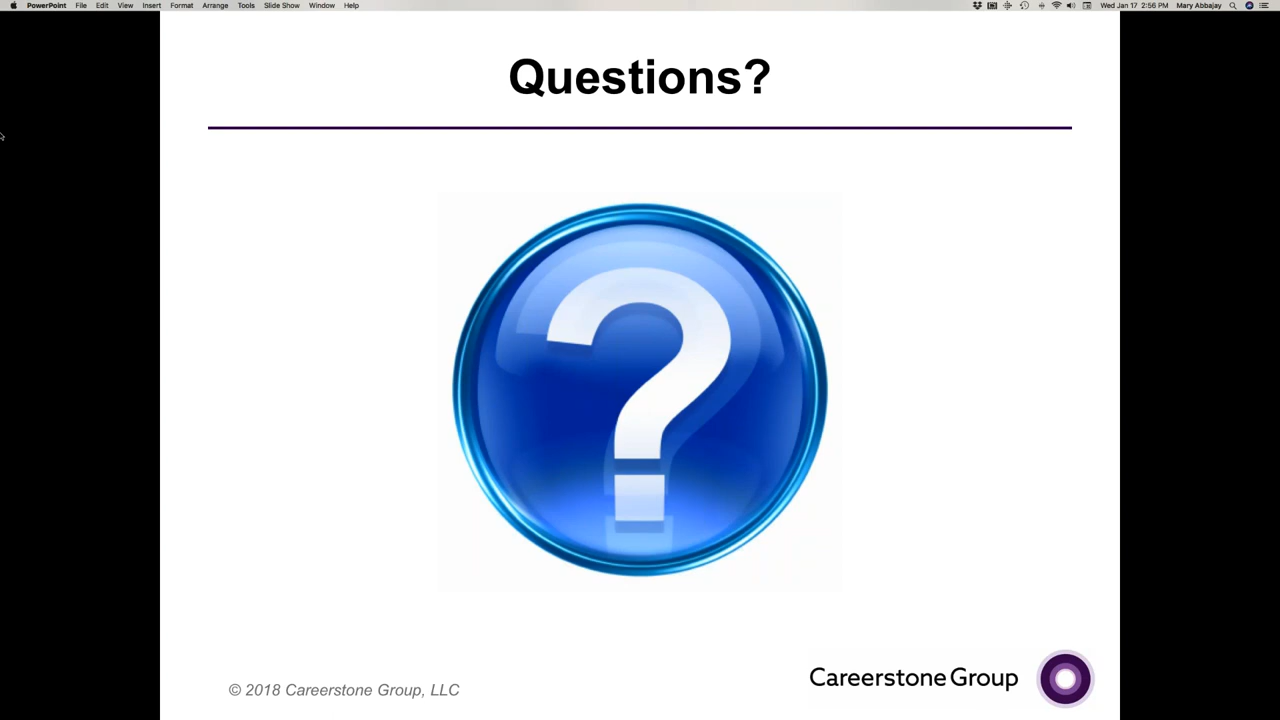 PowerPoint File Edit View Insert Format Arrange Tools Slide Show Window Help Wed Jan 17 2:56 PM Mary Abbajay
Questions?
?
© 2018 Careerstone Group, LLC
Careerstone Group